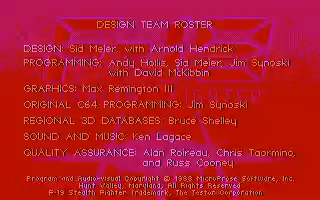 DESIGN TEAM ROSTER
DESIGN: Sid Meier, with Arnold Hendrick
PROGRAMMING: Andy Hollis, Sid Meier, Jim Synoski
with David McKibbin
GRAPHICS: Max Remington III
ORIGINAL C64 PROGRAMMING: Jim Synoski
REGIONAL 3D DATABASES: Bruce Shelley
SOUND AND MUSIC: Ken Lagace
QUALITY ASSURANCE: Alan Roireau, Chris Taormino,
and Russ Cooney
Program and Audio-Visual Copyright © 1988 MicroProse Software, Inc.
Hunt Valley, Maryland, All Rights Reserved
F-19 Stealth Fighter Trademark, The Testor Corporation